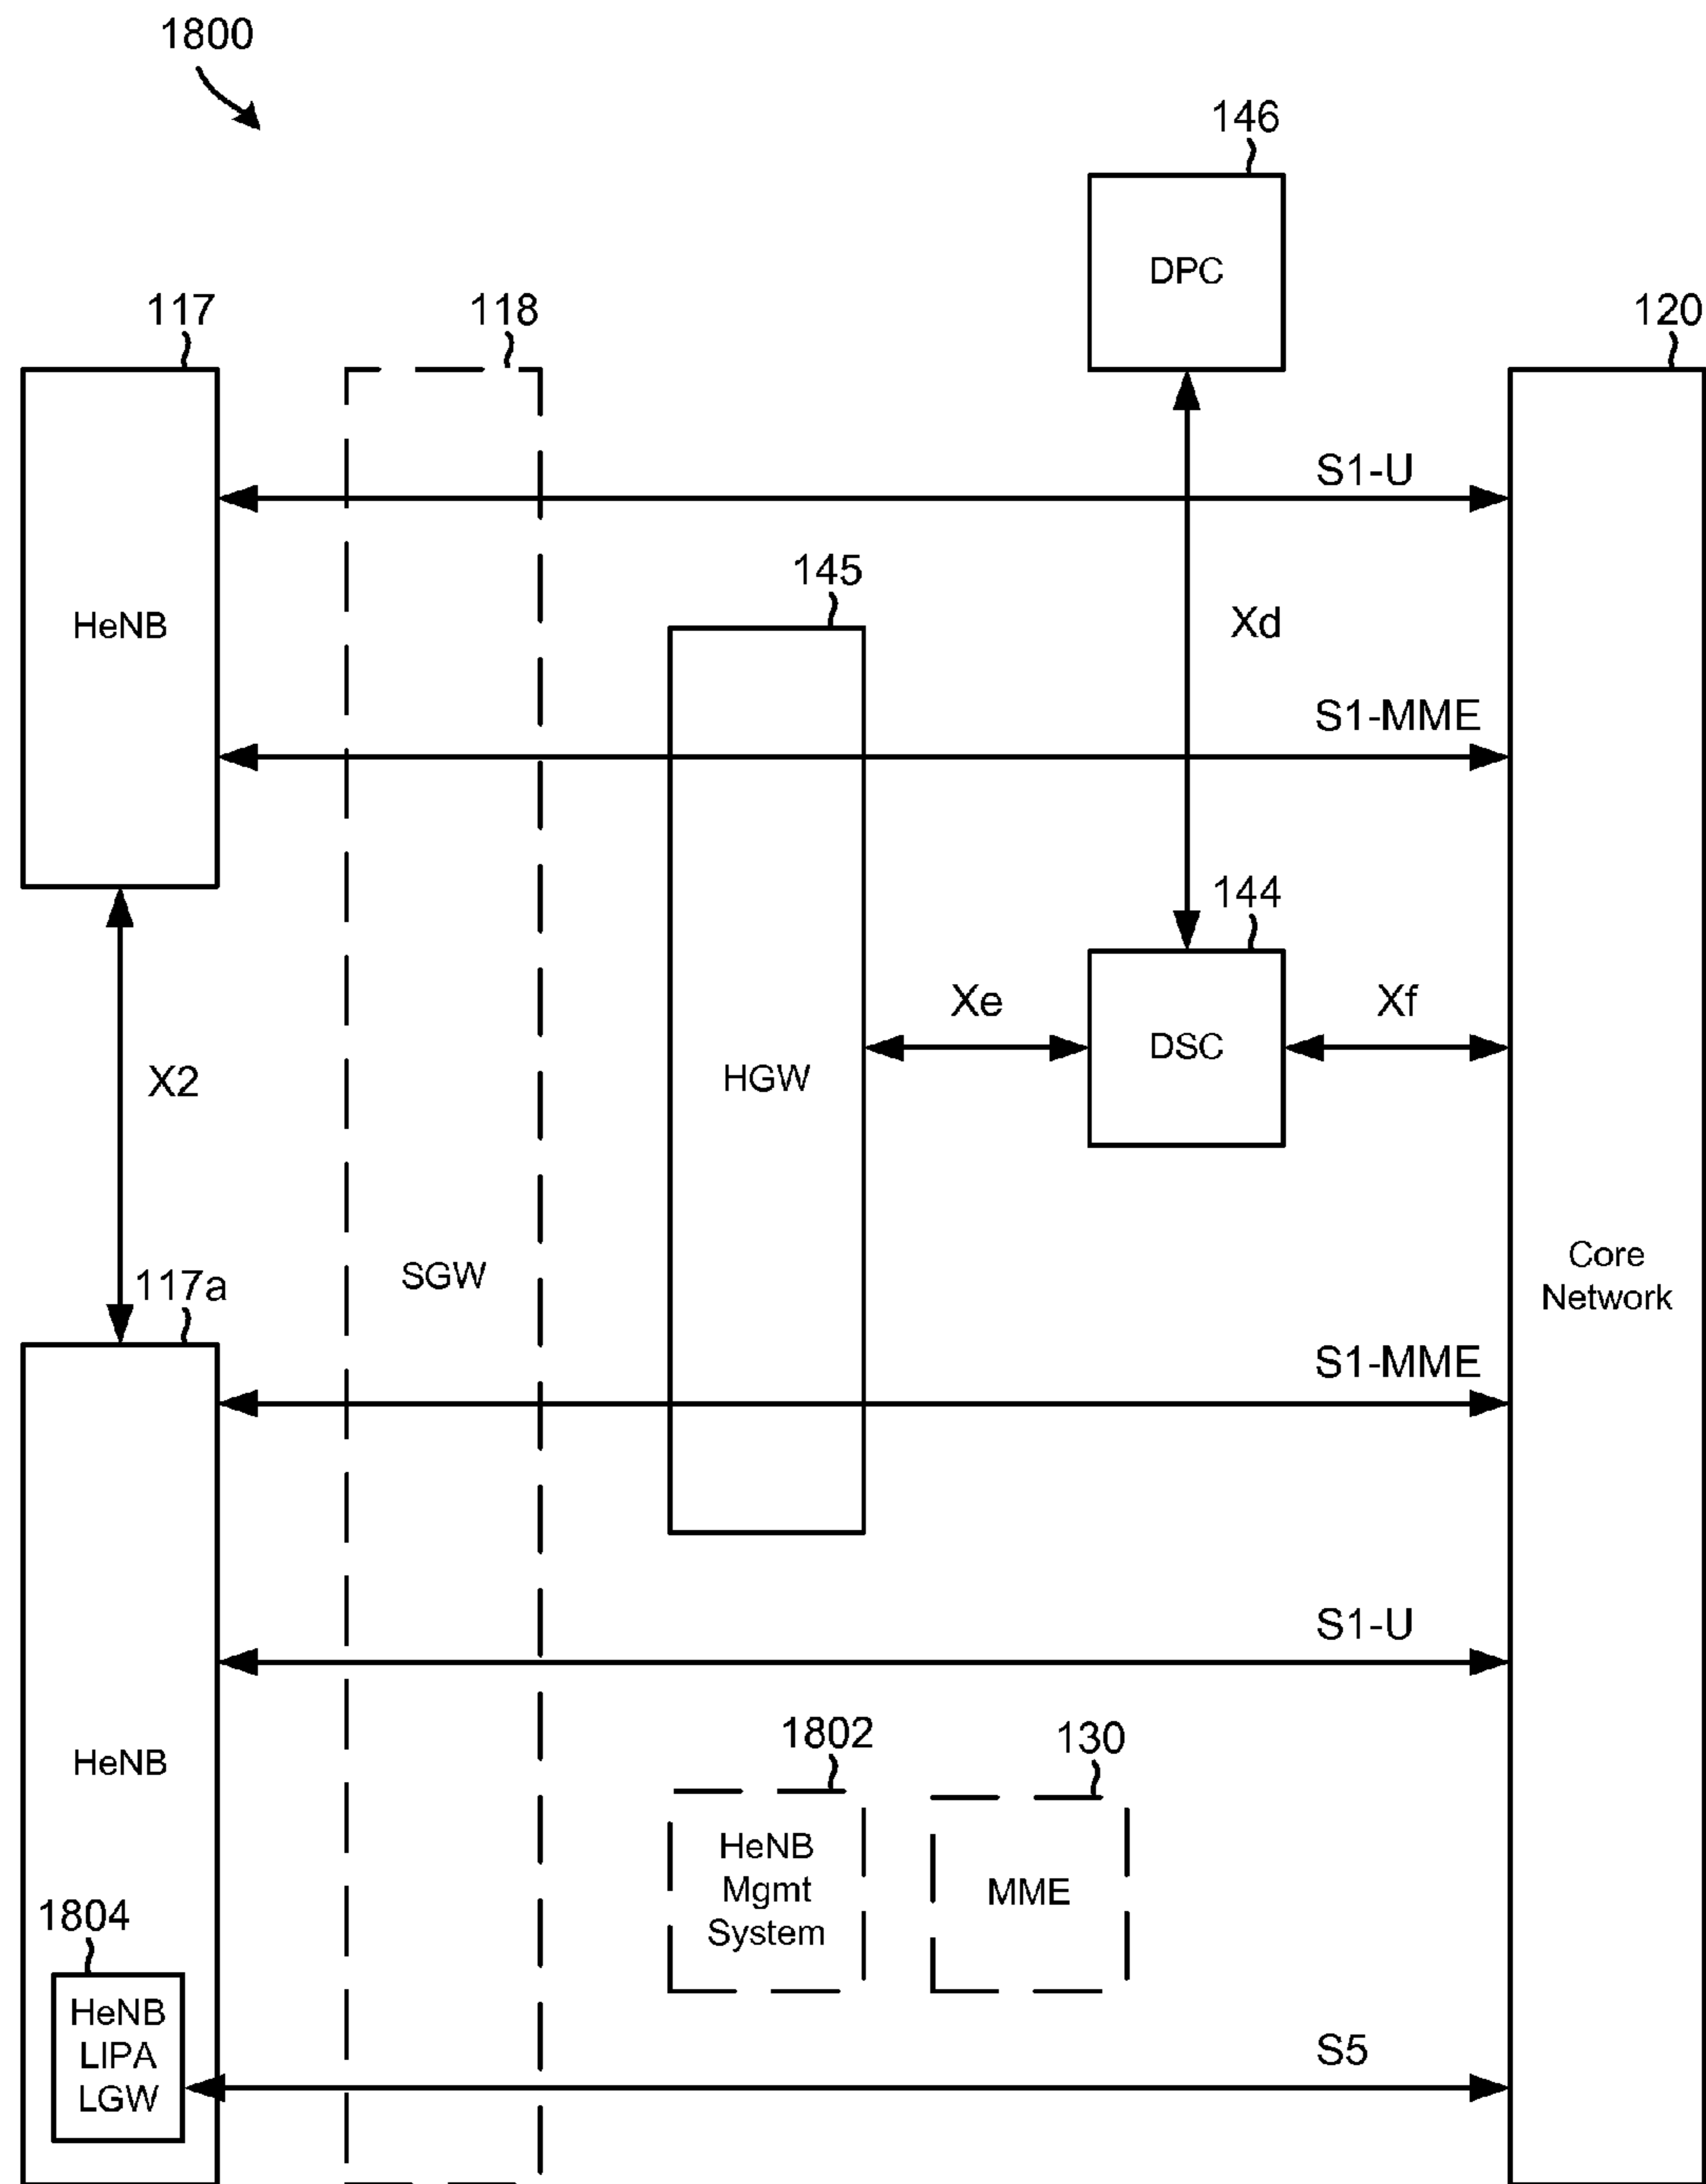 1800
146
DPC
117
118
120
S1-U
145
HeNB
Xd
S1-MME
144
Xe
Xf
DSC
HGW
X2
SGW
Core
Network
117a
S1-MME
S1-U
1802
130
HeNB
HeNB
Mgmt
System
MME
1804
HeNB
LIPA
LGW
S5